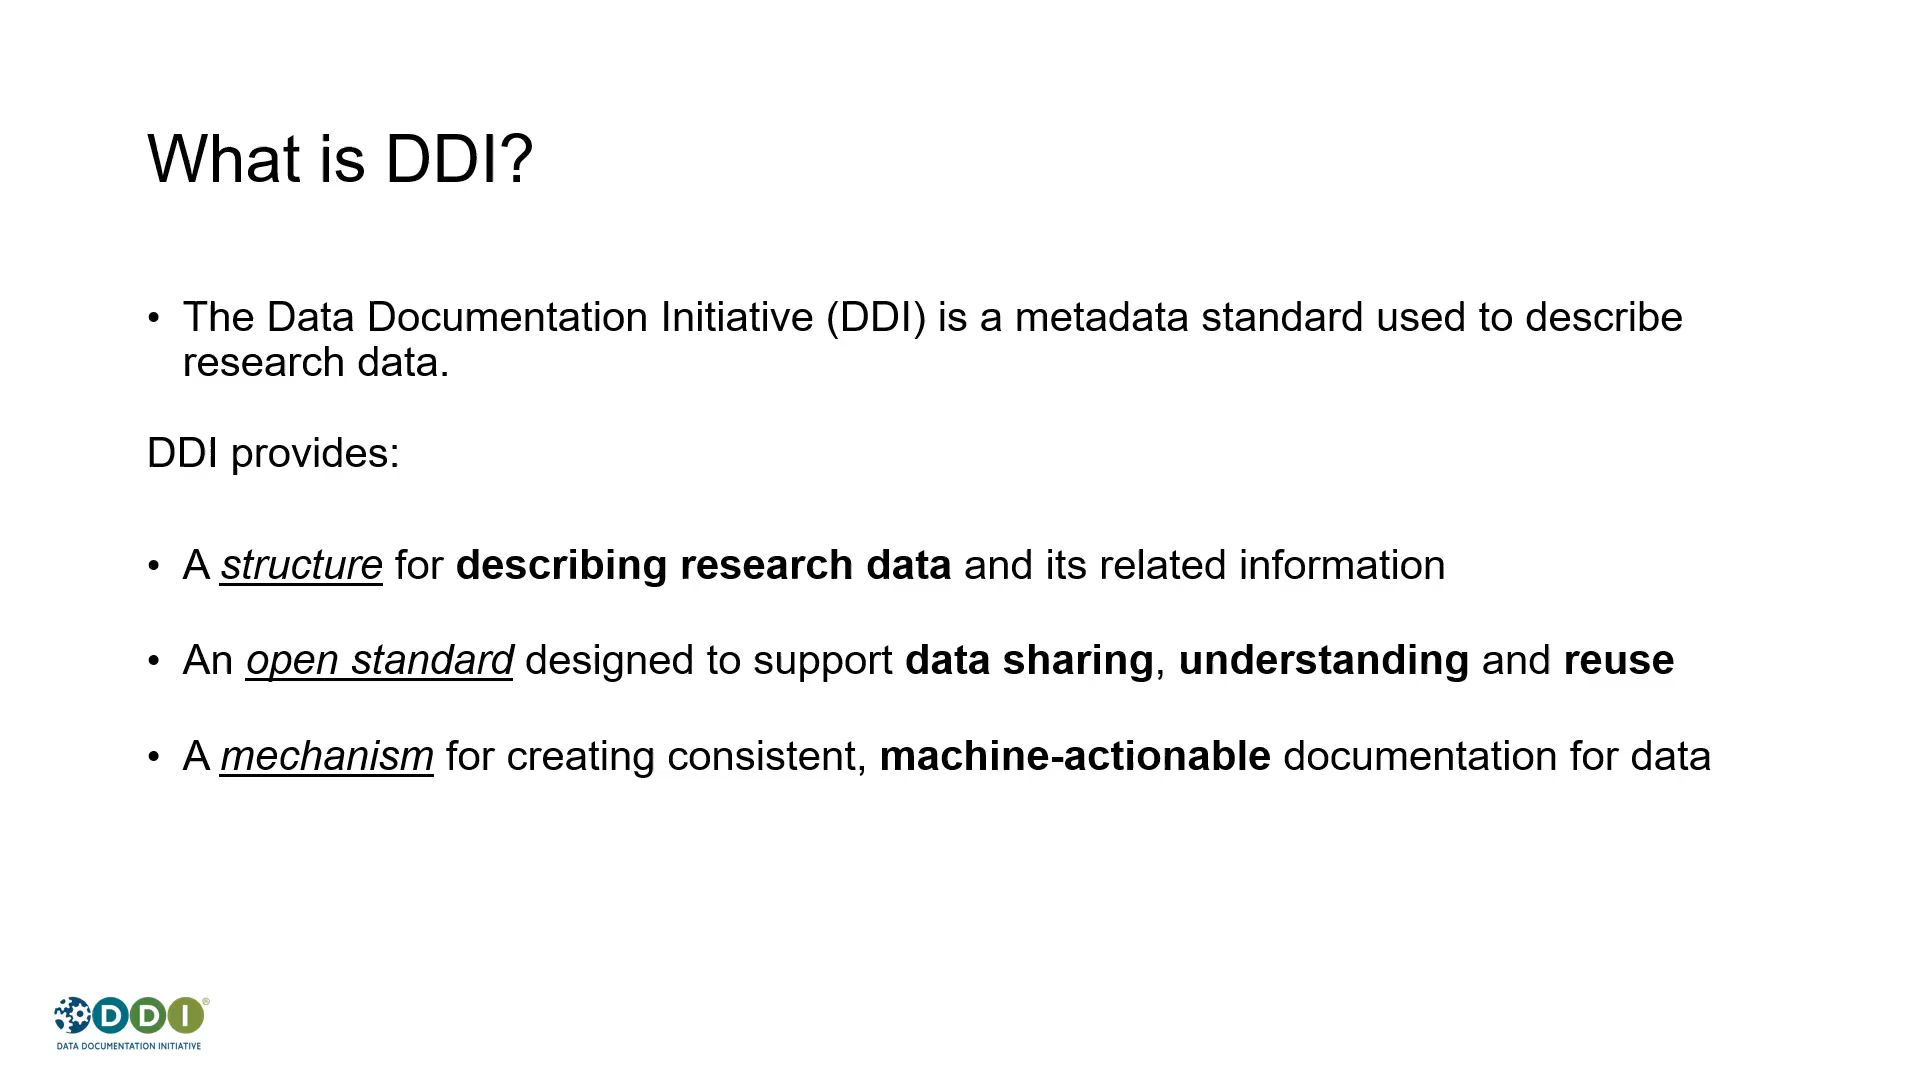 What is DDI?
• The Data Documentation Initiative (DDI) is a metadata standard used to describe
research data.
DDI provides:
• A structure for describing research data and its related information
• An open standard designed to support data sharing, understanding and reuse
• A mechanism for creating consistent, machine-actionable documentation for data
DDI®
DATA DOCUMENTATION INITIATIVE